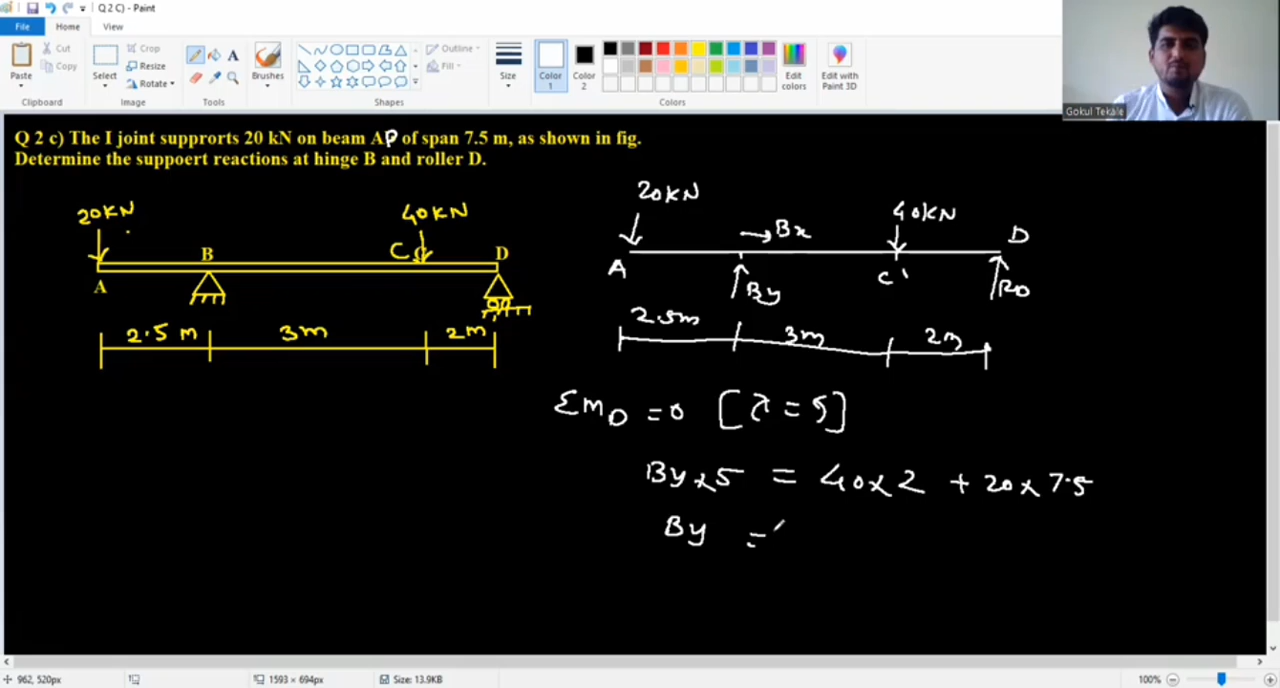 Q 2 C) - Paint
File Home View
Paste Cut Copy Clipboard
Select Crop Resize Rotate Image
Tools
Brushes
Outline Fill Shapes
Size
Color 1 Color 2 Edit colors Edit with Paint 3D Colors
Gokul Tekale
Q 2 c) The I joint supprorts 20 kN on beam AD of span 7.5 m, as shown in fig.
Determine the suppoert reactions at hinge B and roller D.
20KN 40KN
A B C D
2.5 m 3m 2m
20KN 40KN
Bx D
A By C' RD
2.5m 3m 2m
ΣmD = 0
By x 5 = 40 x 2 + 20 x 7.5
By =
962, 520px 1593 × 694px Size: 13.9KB 100%